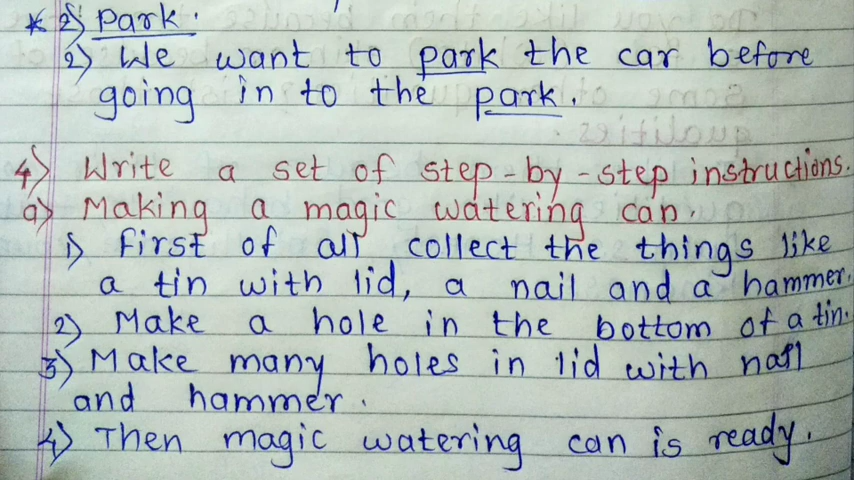 * 2) Park.
2) We want to park the car before
going in to the park.
4) Write a set of step-by-step instructions.
a) Making a magic watering can.
1) First of all collect the things like
a tin with lid, a nail and a hammer.
2) Make a hole in the bottom of a tin.
3) Make many holes in lid with nail
and hammer.
4) Then magic watering can is ready.